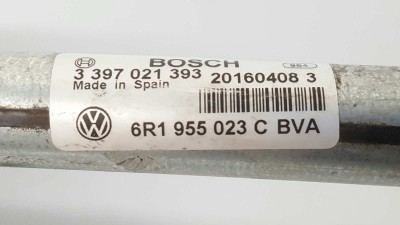 BOSCH
3 397 021 393 20160408 3
Made in Spain
6R1 955 023 C BVA